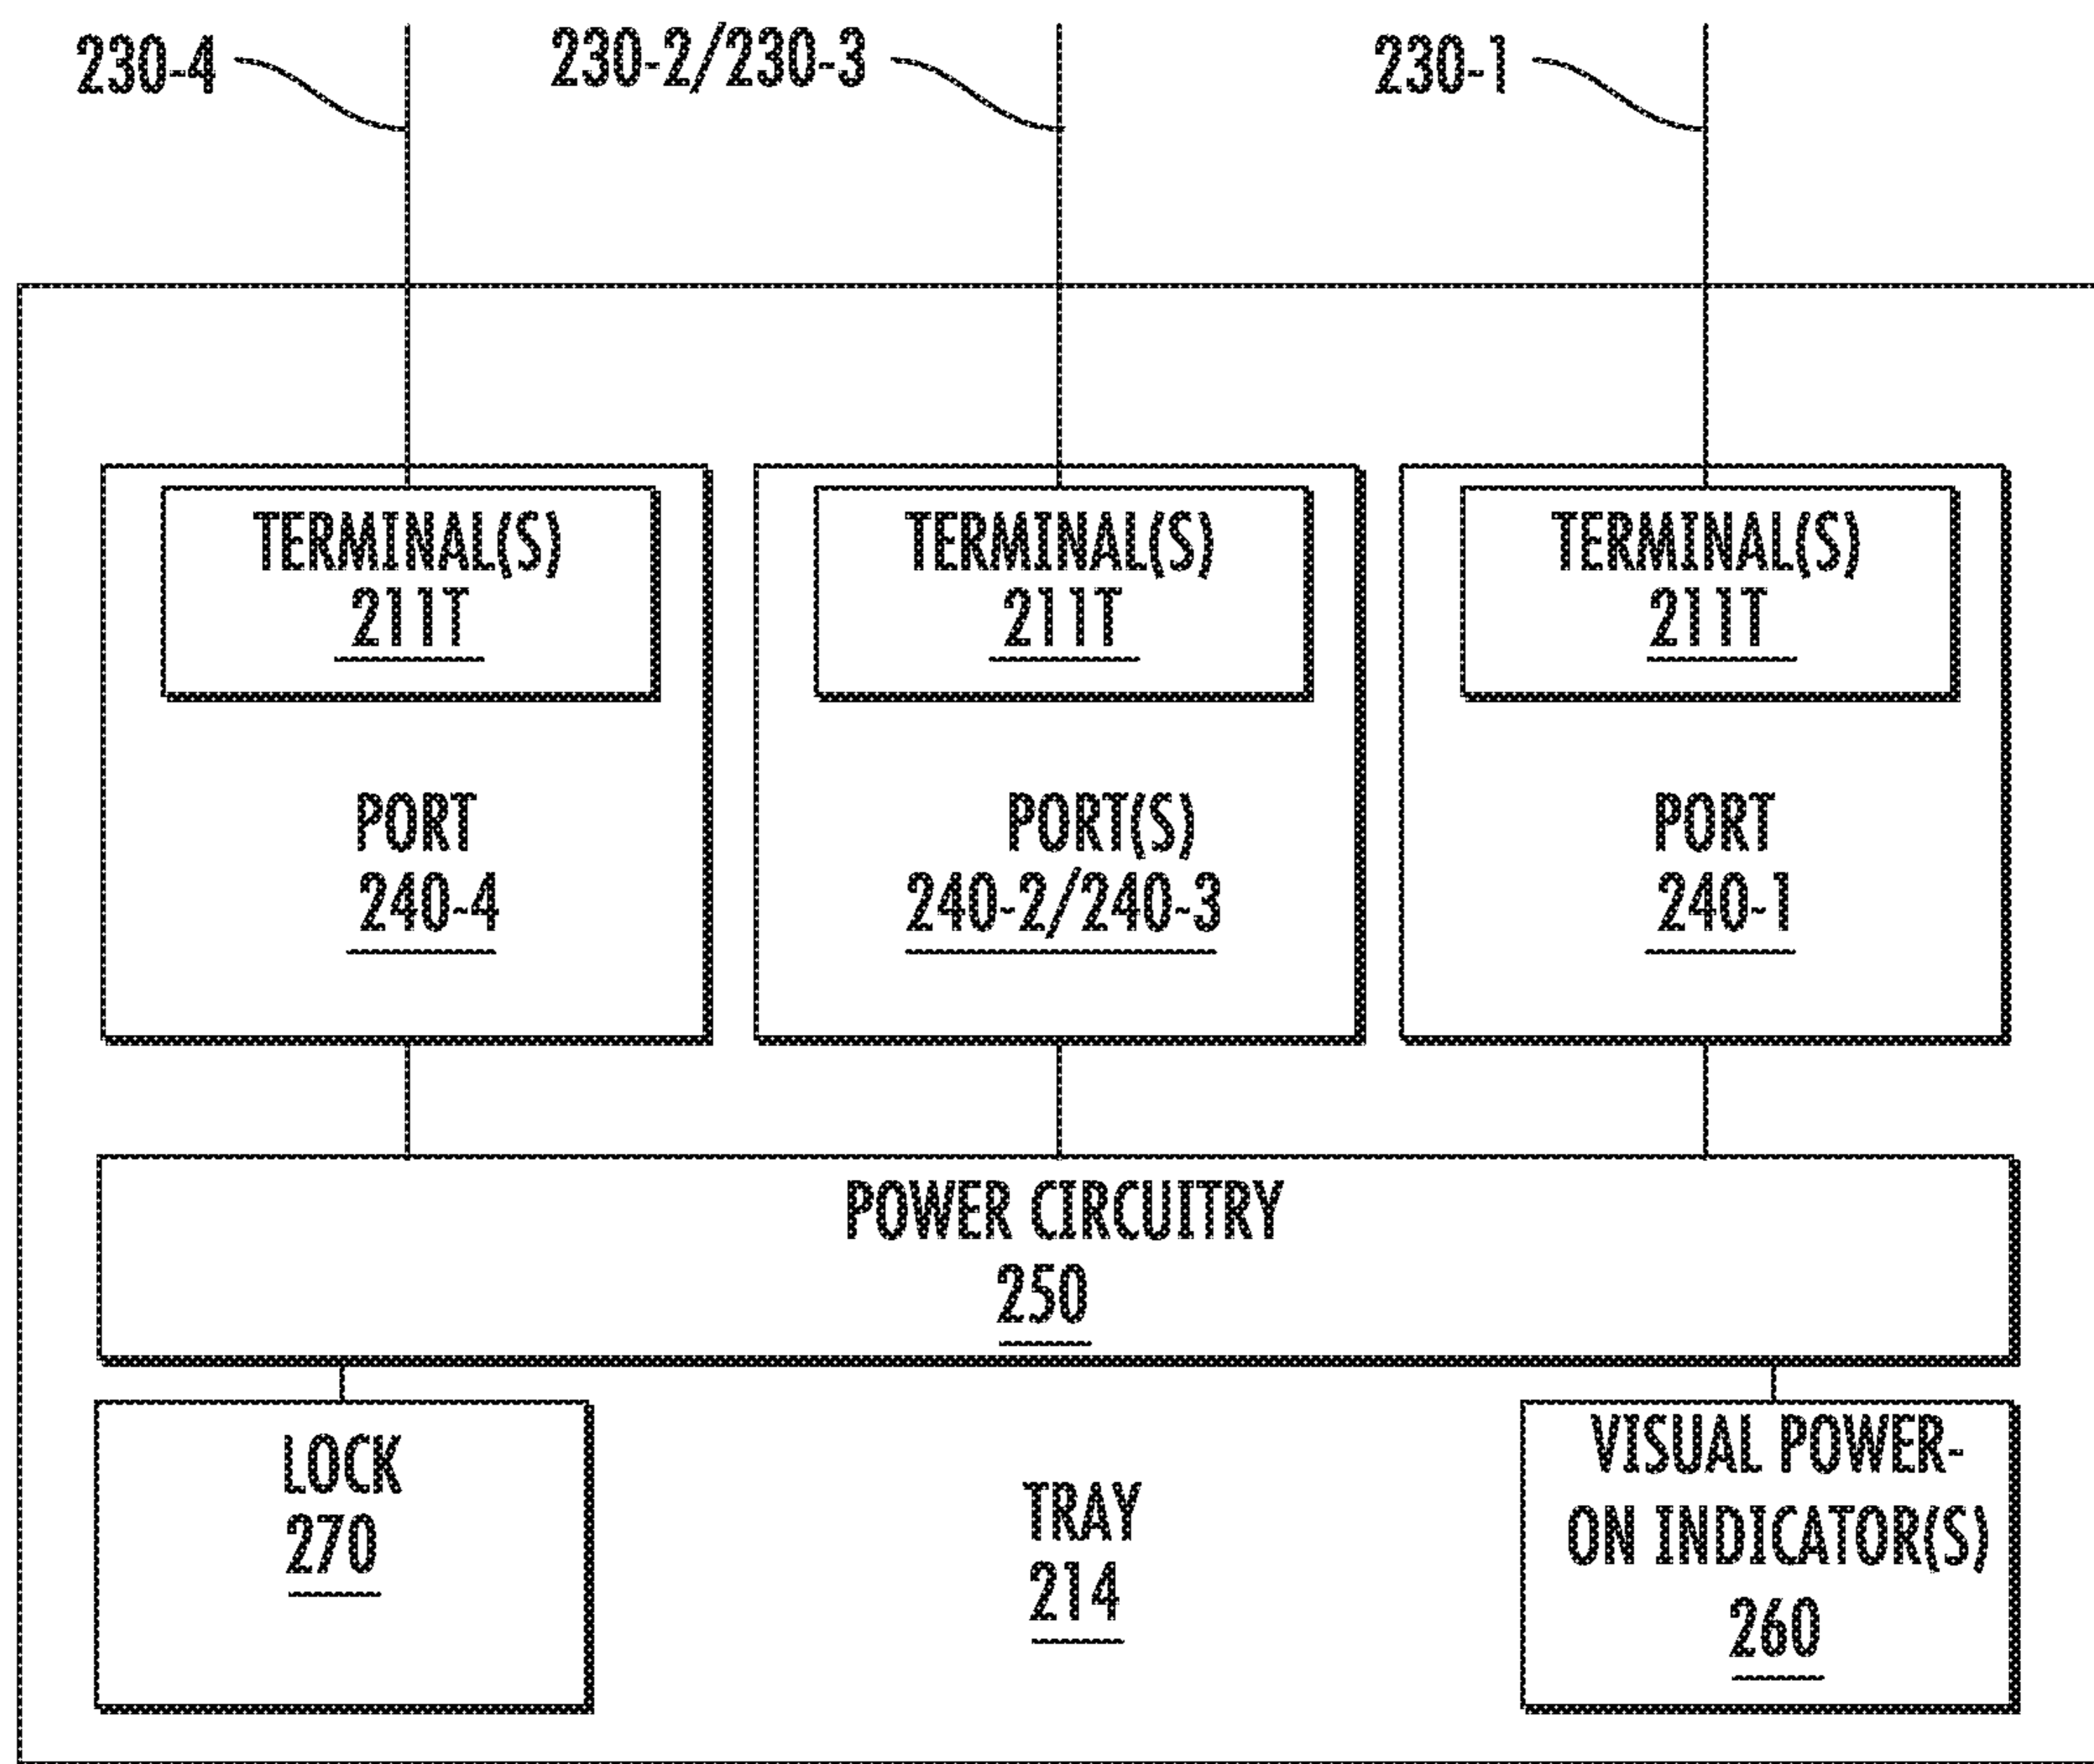 230-4
230-2/230-3
230-1
TERMINAL(S)
211T
TERMINAL(S)
211T
TERMINAL(S)
211T
PORT
240-4
PORT(S)
240-2/240-3
PORT
240-1
POWER CIRCUITRY
250
LOCK
270
TRAY
214
VISUAL POWER-
ON INDICATOR(S)
260